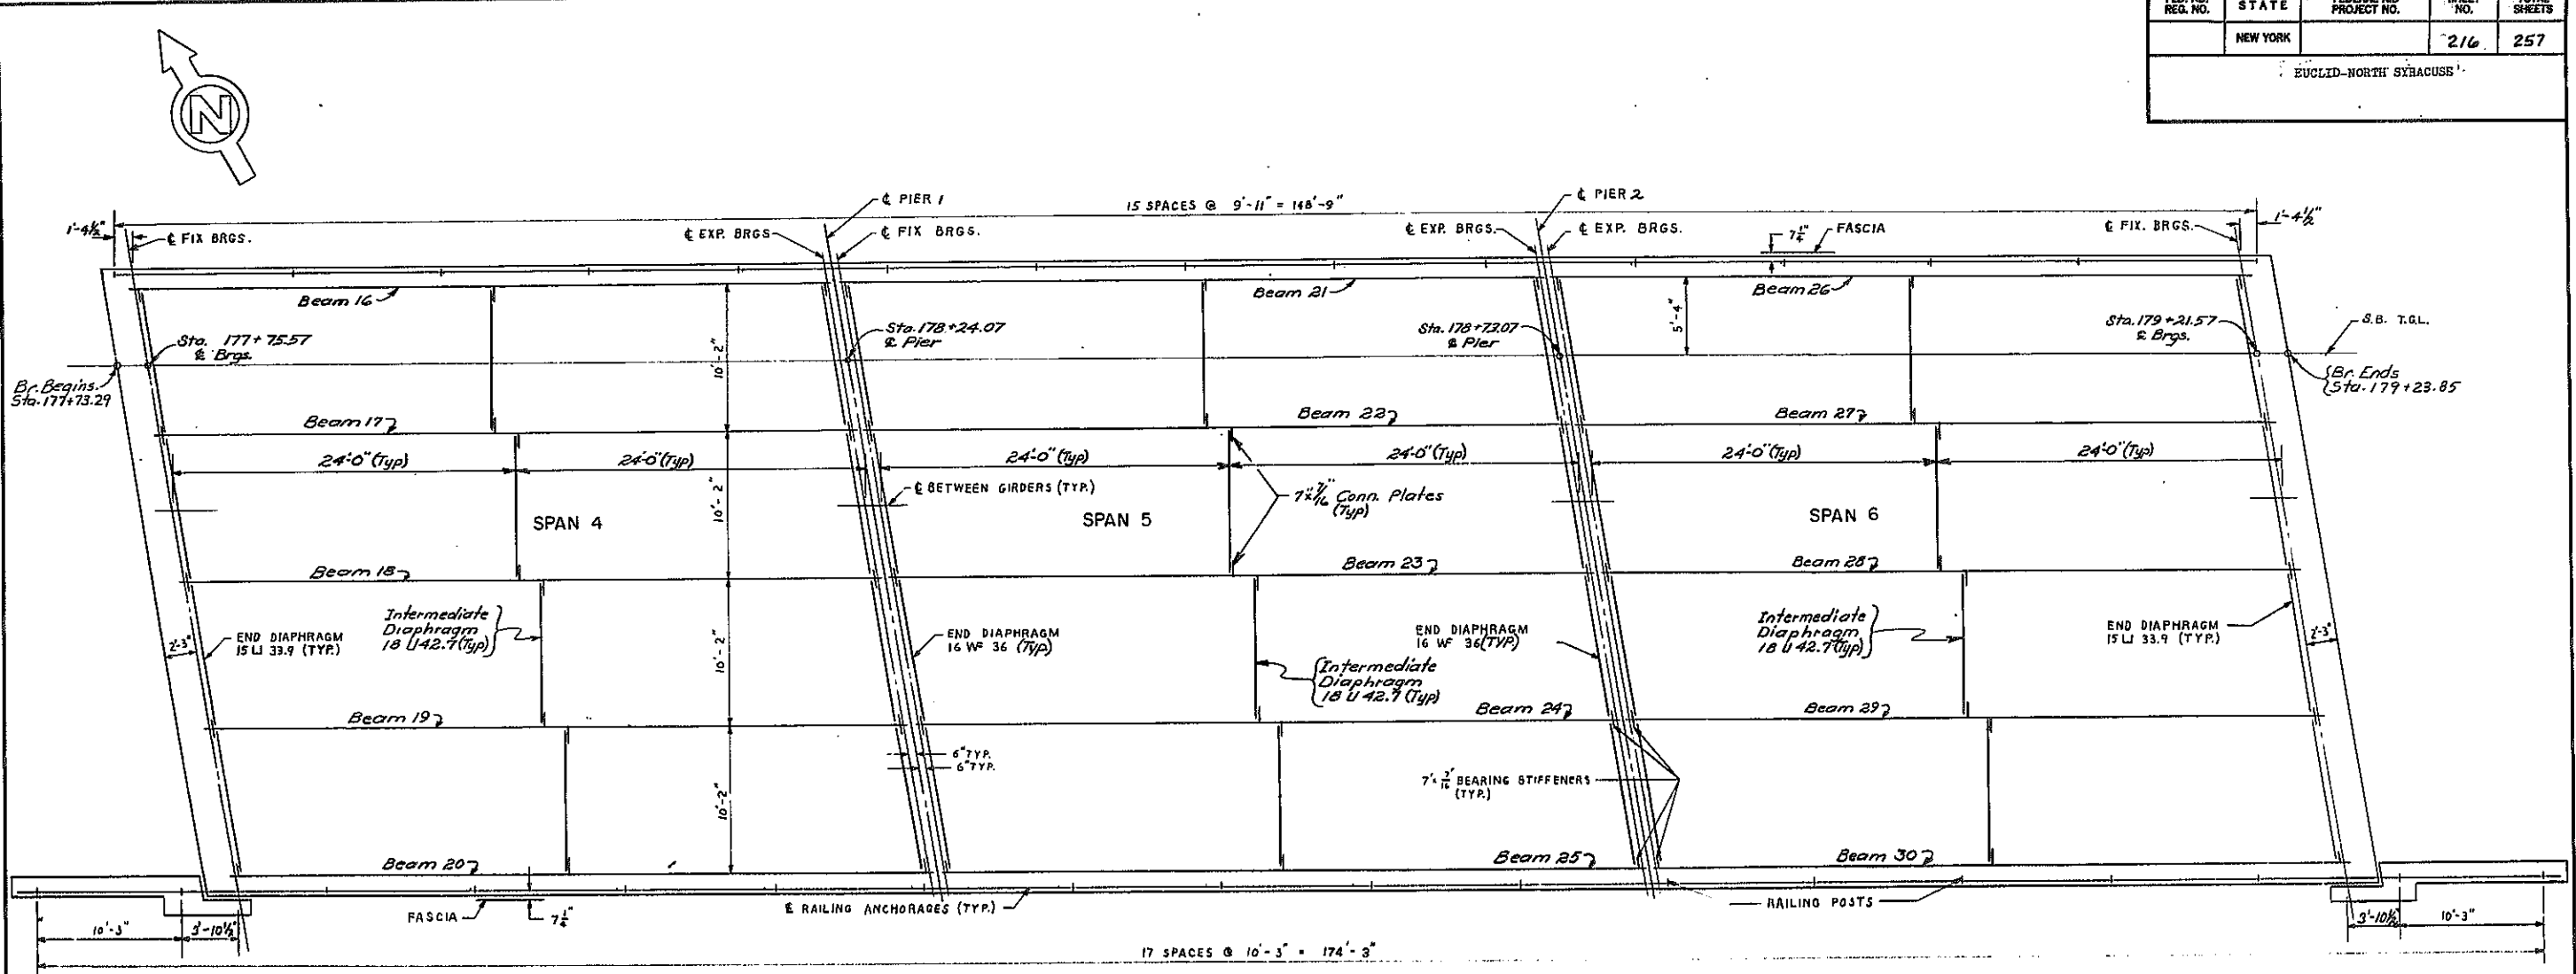 REG. NO.
STATE
PROJECT NO.
NO.
SHEETS
NEW YORK
216
257
EUCLID-NORTH SYRACUSE
N
℄ PIER 1
15 SPACES @ 9'-11" = 148'-9"
℄ PIER 2
1'-4½"
℄ FIX BRGS.
℄ EXP. BRGS
℄ FIX BRGS.
℄ EXP. BRGS.
℄ EXP. BRGS.
7¼"
FASCIA
℄ FIX. BRGS.
1'-4½"
Beam 16
Beam 21
Beam 26
5'-4"
Sta. 177+75.57
℄ Brgs.
Sta. 178+24.07
℄ Pier
Sta. 178+73.07
℄ Pier
Sta. 179+21.57
℄ Brgs.
S.B. T.G.L.
Br. Begins.
Sta. 177+73.29
10'-2"
Br. Ends
Sta. 179+23.85
Beam 17
Beam 22
Beam 27
24'-0" (Typ)
24'-0" (Typ)
24'-0" (Typ)
24'-0" (Typ)
24'-0" (Typ)
24'-0" (Typ)
10'-2"
℄ BETWEEN GIRDERS (TYP.)
7"x 7/16" Conn. Plates
(Typ)
SPAN 4
SPAN 5
SPAN 6
Beam 18
Beam 23
Beam 28
2'-3"
END DIAPHRAGM
15 ⊔ 33.9 (TYP.)
Intermediate
Diaphragm
18 ⊔ 42.7 (Typ)
10'-2"
END DIAPHRAGM
16 WF 36 (Typ)
Intermediate
Diaphragm
18 ⊔ 42.7 (Typ)
END DIAPHRAGM
16 WF 36 (TYP.)
Intermediate
Diaphragm
18 ⊔ 42.7 (Typ)
END DIAPHRAGM
15 ⊔ 33.9 (TYP.)
2'-3"
Beam 19
Beam 24
Beam 29
6" TYP.
6" TYP.
10'-2"
7"x 7/16" BEARING STIFFENERS
(TYP.)
Beam 20
Beam 25
Beam 30
FASCIA
7¼"
℄ RAILING ANCHORAGES (TYP.)
RAILING POSTS
10'-3"
3'-10½"
3'-10½"
10'-3"
17 SPACES @ 10'-3" = 174'-3"